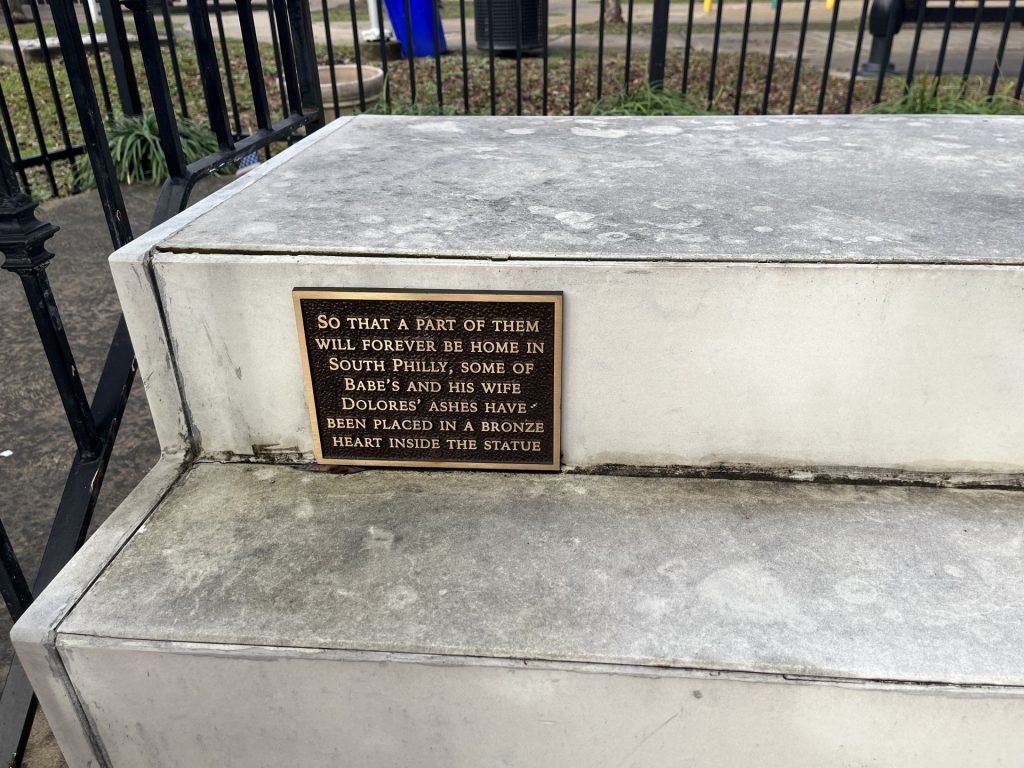 So that a part of them
will forever be home in
South Philly, some of
Babe's and his wife
Dolores' ashes have
been placed in a bronze
heart inside the statue